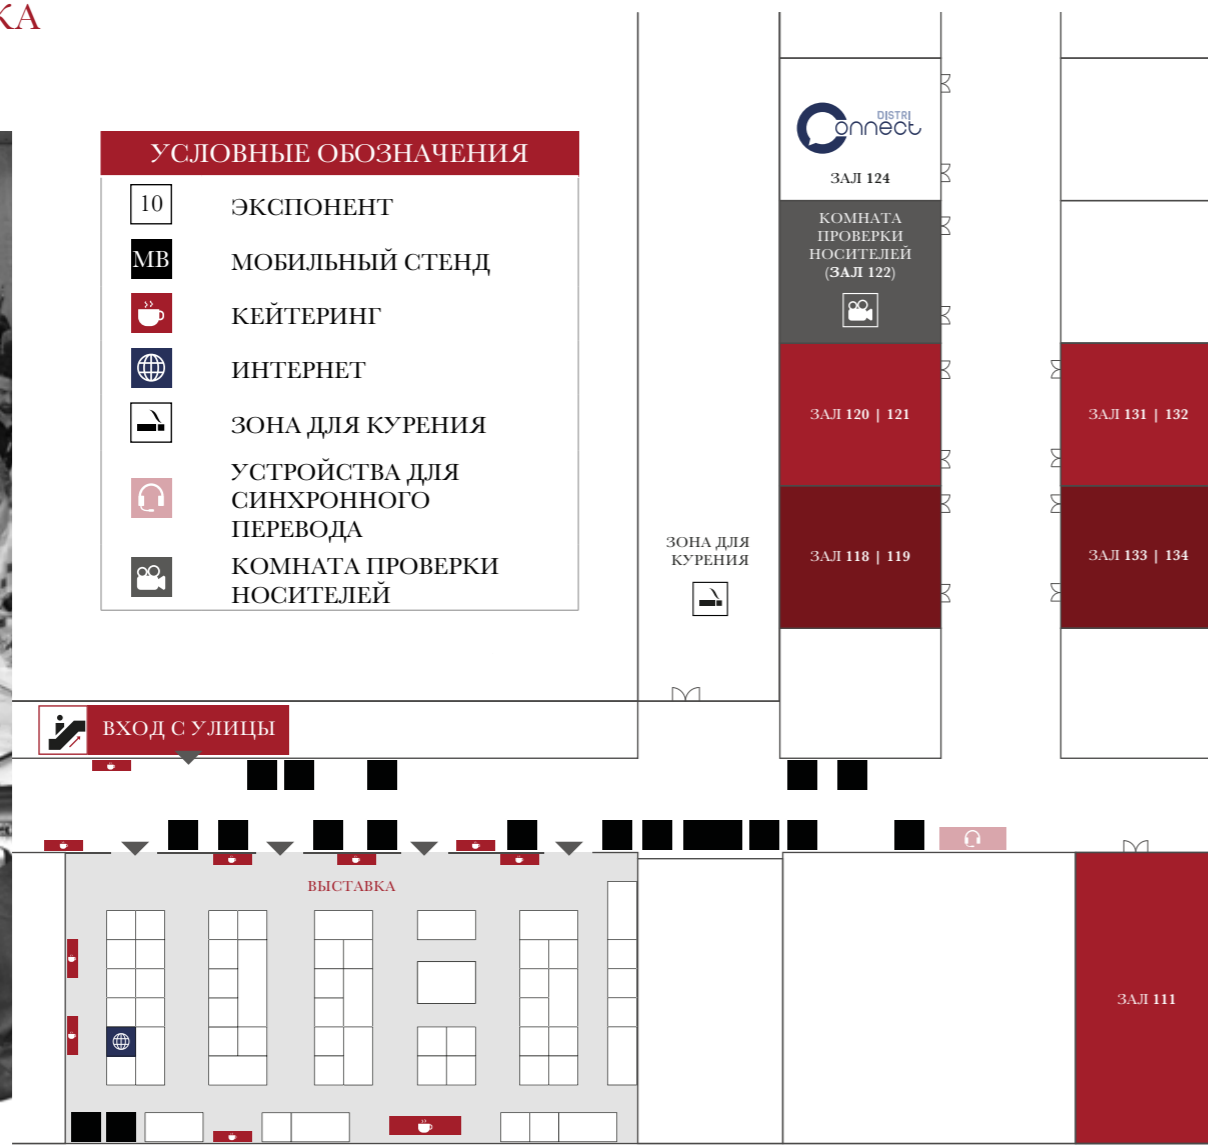 КА
УСЛОВНЫЕ ОБОЗНАЧЕНИЯ
10
ЭКСПОНЕНТ
МВ
МОБИЛЬНЫЙ СТЕНД
КЕЙТЕРИНГ
ИНТЕРНЕТ
ЗОНА ДЛЯ КУРЕНИЯ
УСТРОЙСТВА ДЛЯ
СИНХРОННОГО
ПЕРЕВОДА
КОМНАТА ПРОВЕРКИ
НОСИТЕЛЕЙ
DISTRI
Connect
ЗАЛ 124
КОМНАТА
ПРОВЕРКИ
НОСИТЕЛЕЙ
(ЗАЛ 122)
ЗАЛ 120 | 121
ЗАЛ 131 | 132
ЗОНА ДЛЯ
КУРЕНИЯ
ЗАЛ 118 | 119
ЗАЛ 133 | 134
ВХОД С УЛИЦЫ
ВЫСТАВКА
ЗАЛ 111